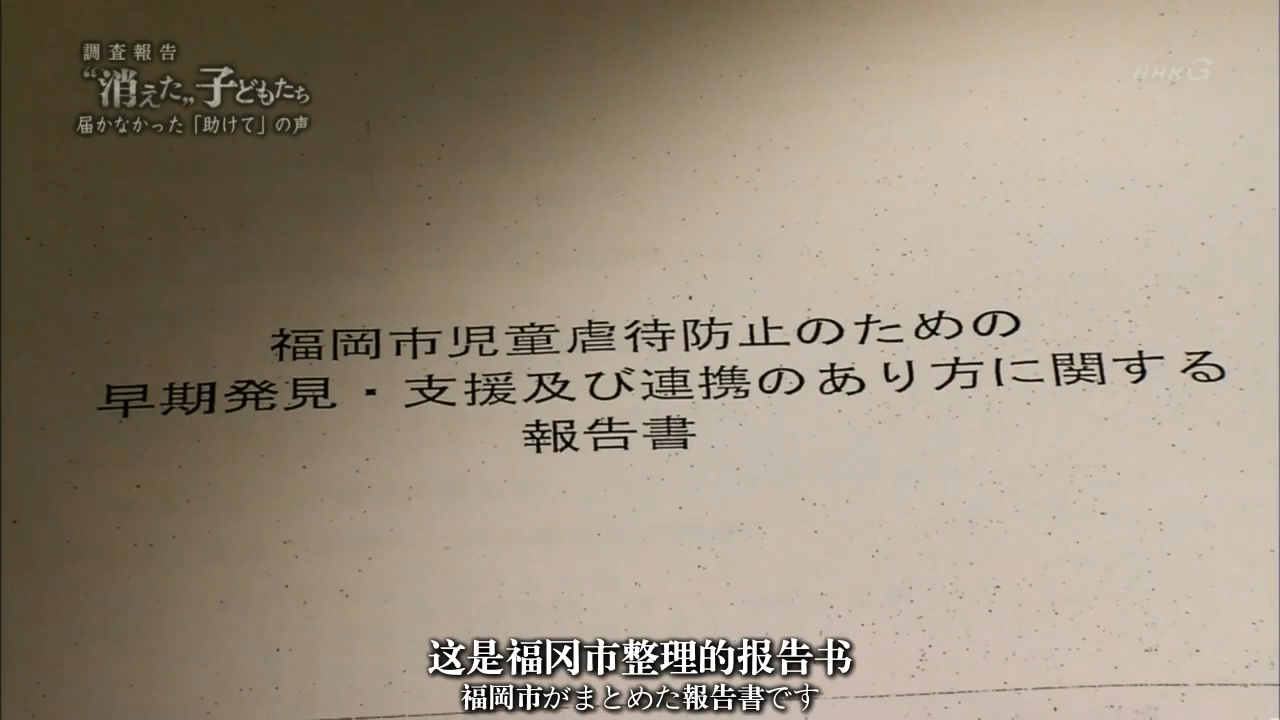 調査報告
“消えた„子どもたち
届かなかった「助けて」の声
NHKG
福岡市児童虐待防止のための
早期発見・支援及び連携のあり方に関する
報告書
这是福冈市整理的报告书
福岡市がまとめた報告書です